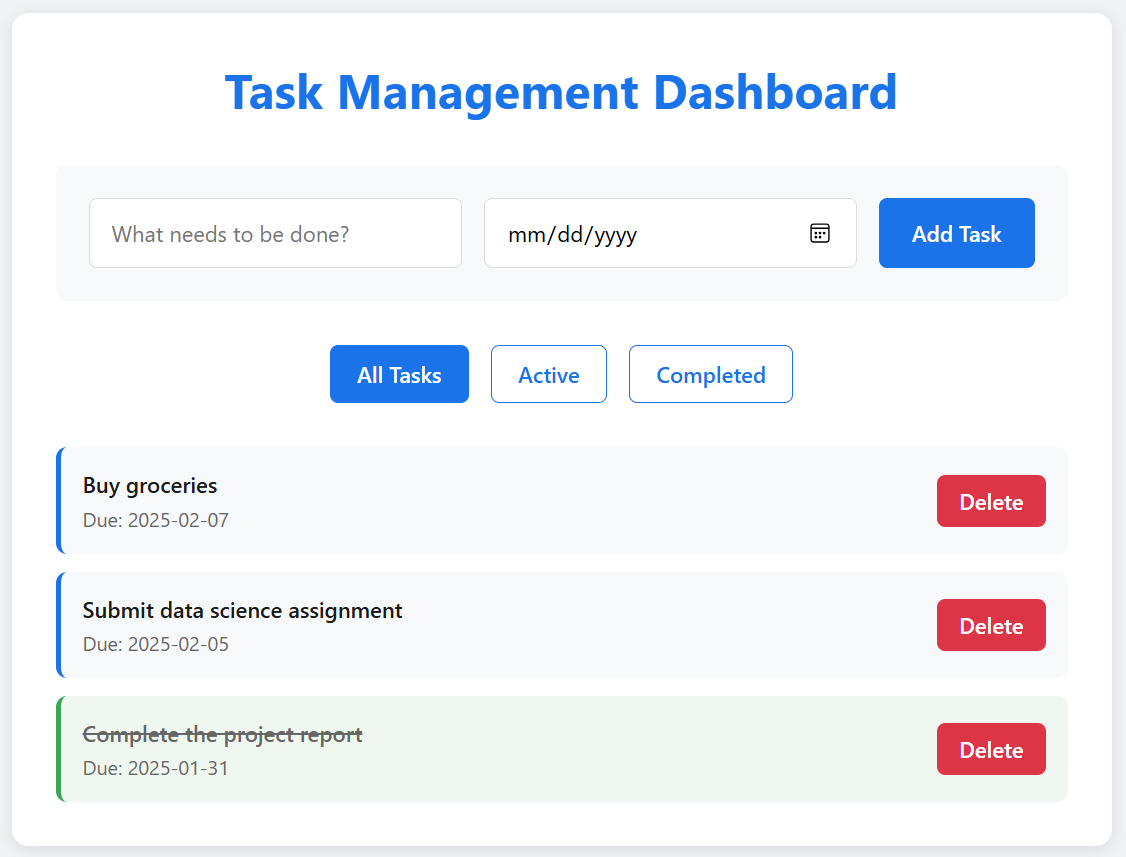 Task Management Dashboard
What needs to be done?
mm/dd/yyyy
Add Task
All Tasks
Active
Completed
Buy groceries
Due: 2025-02-07
Delete
Submit data science assignment
Due: 2025-02-05
Delete
Complete the project report
Due: 2025-01-31
Delete